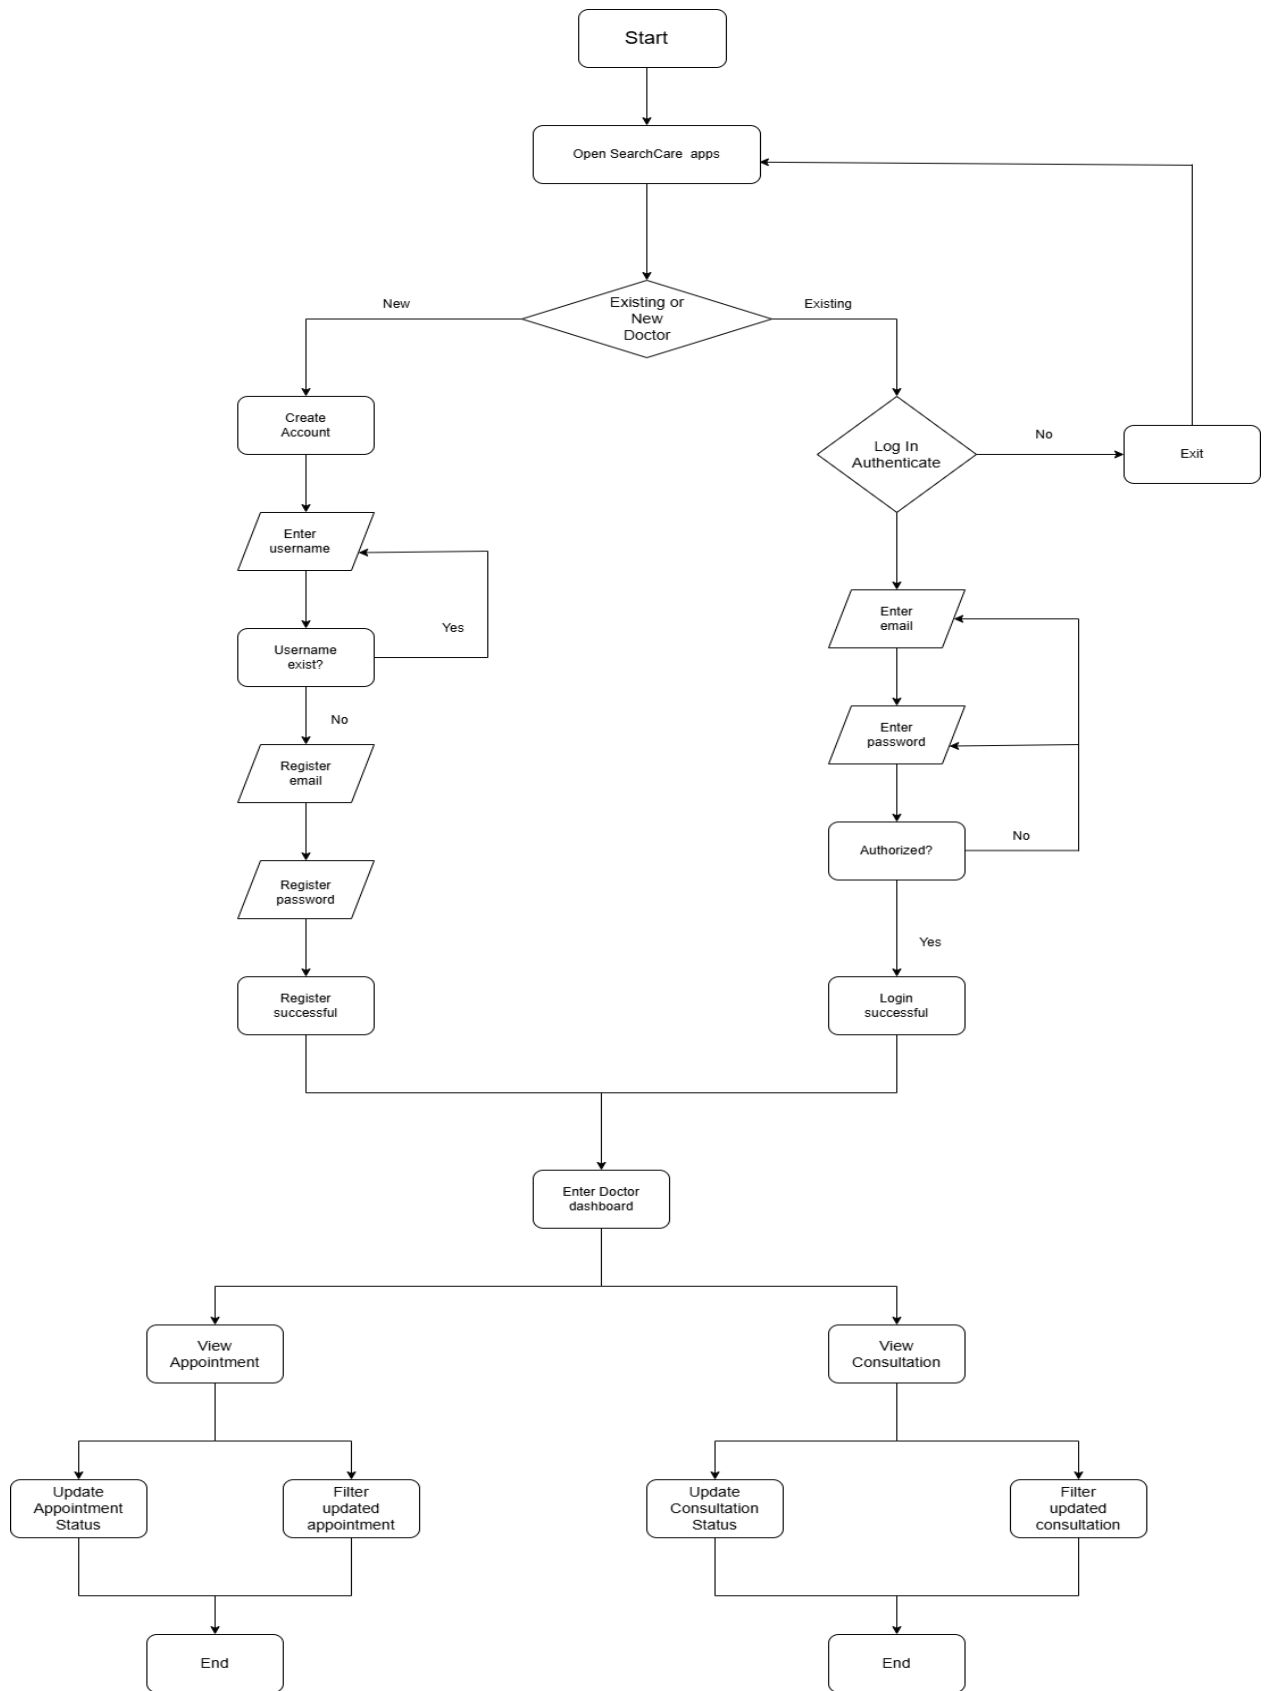 Start
Open SearchCare  apps
New
Existing or
New
Doctor
Existing
Create
Account
Log In
Authenticate
No
Exit
Enter
username
Yes
Username
exist?
Enter
email
No
Enter
password
Register
email
Authorized?
No
Register
password
Yes
Register
successful
Login
successful
Enter Doctor
dashboard
View
Appointment
View
Consultation
Update
Appointment
Status
Filter
updated
appointment
Update
Consultation
Status
Filter
updated
consultation
End
End